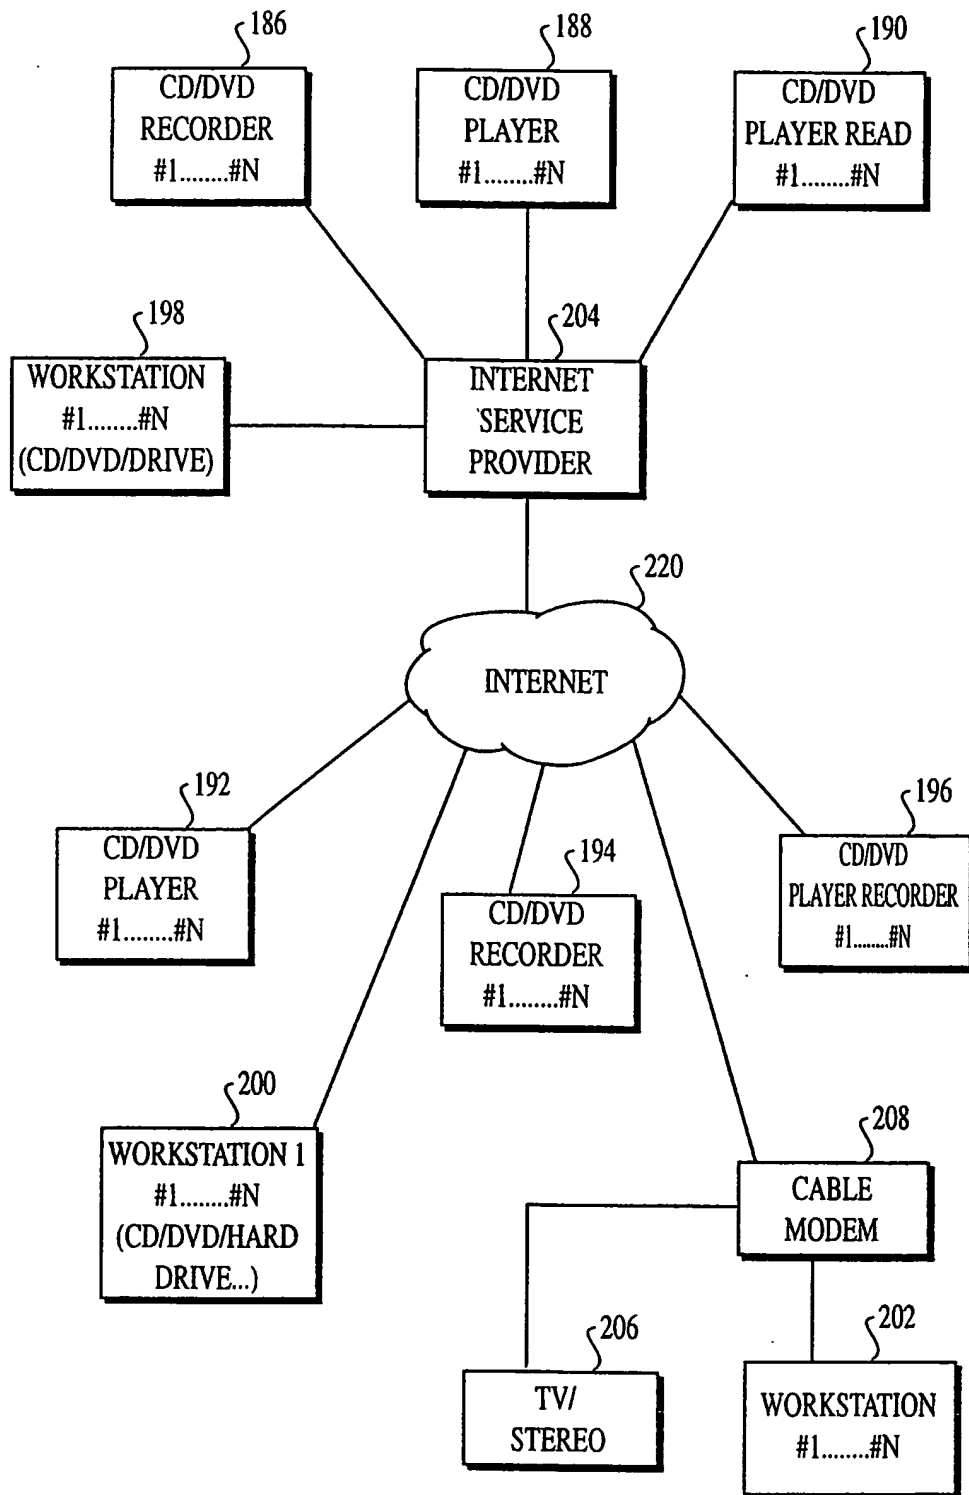 186
CD/DVD
RECORDER
#1........#N
188
CD/DVD
PLAYER
#1........#N
190
CD/DVD
PLAYER READ
#1........#N
198
WORKSTATION
#1........#N
(CD/DVD/DRIVE)
204
INTERNET
SERVICE
PROVIDER
220
INTERNET
192
CD/DVD
PLAYER
#1........#N
194
CD/DVD
RECORDER
#1........#N
196
CD/DVD
PLAYER RECORDER
#1........#N
200
WORKSTATION 1
#1........#N
(CD/DVD/HARD
DRIVE...)
208
CABLE
MODEM
206
TV/
STEREO
202
WORKSTATION
#1........#N